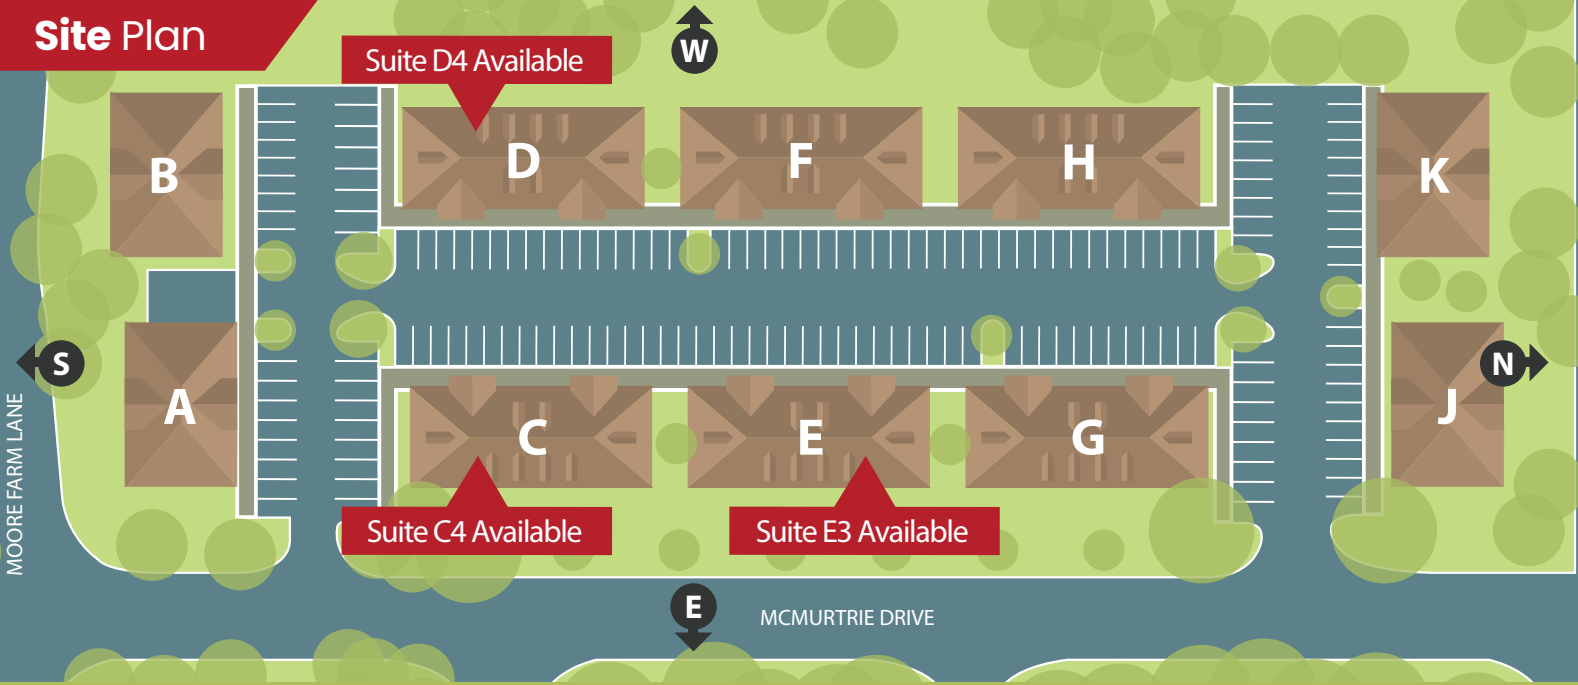 Site Plan
W
Suite D4 Available
B
D
F
H
K
S
N
A
C
E
G
J
Suite C4 Available
Suite E3 Available
MOORE FARM LANE
E
MCMURTRIE DRIVE